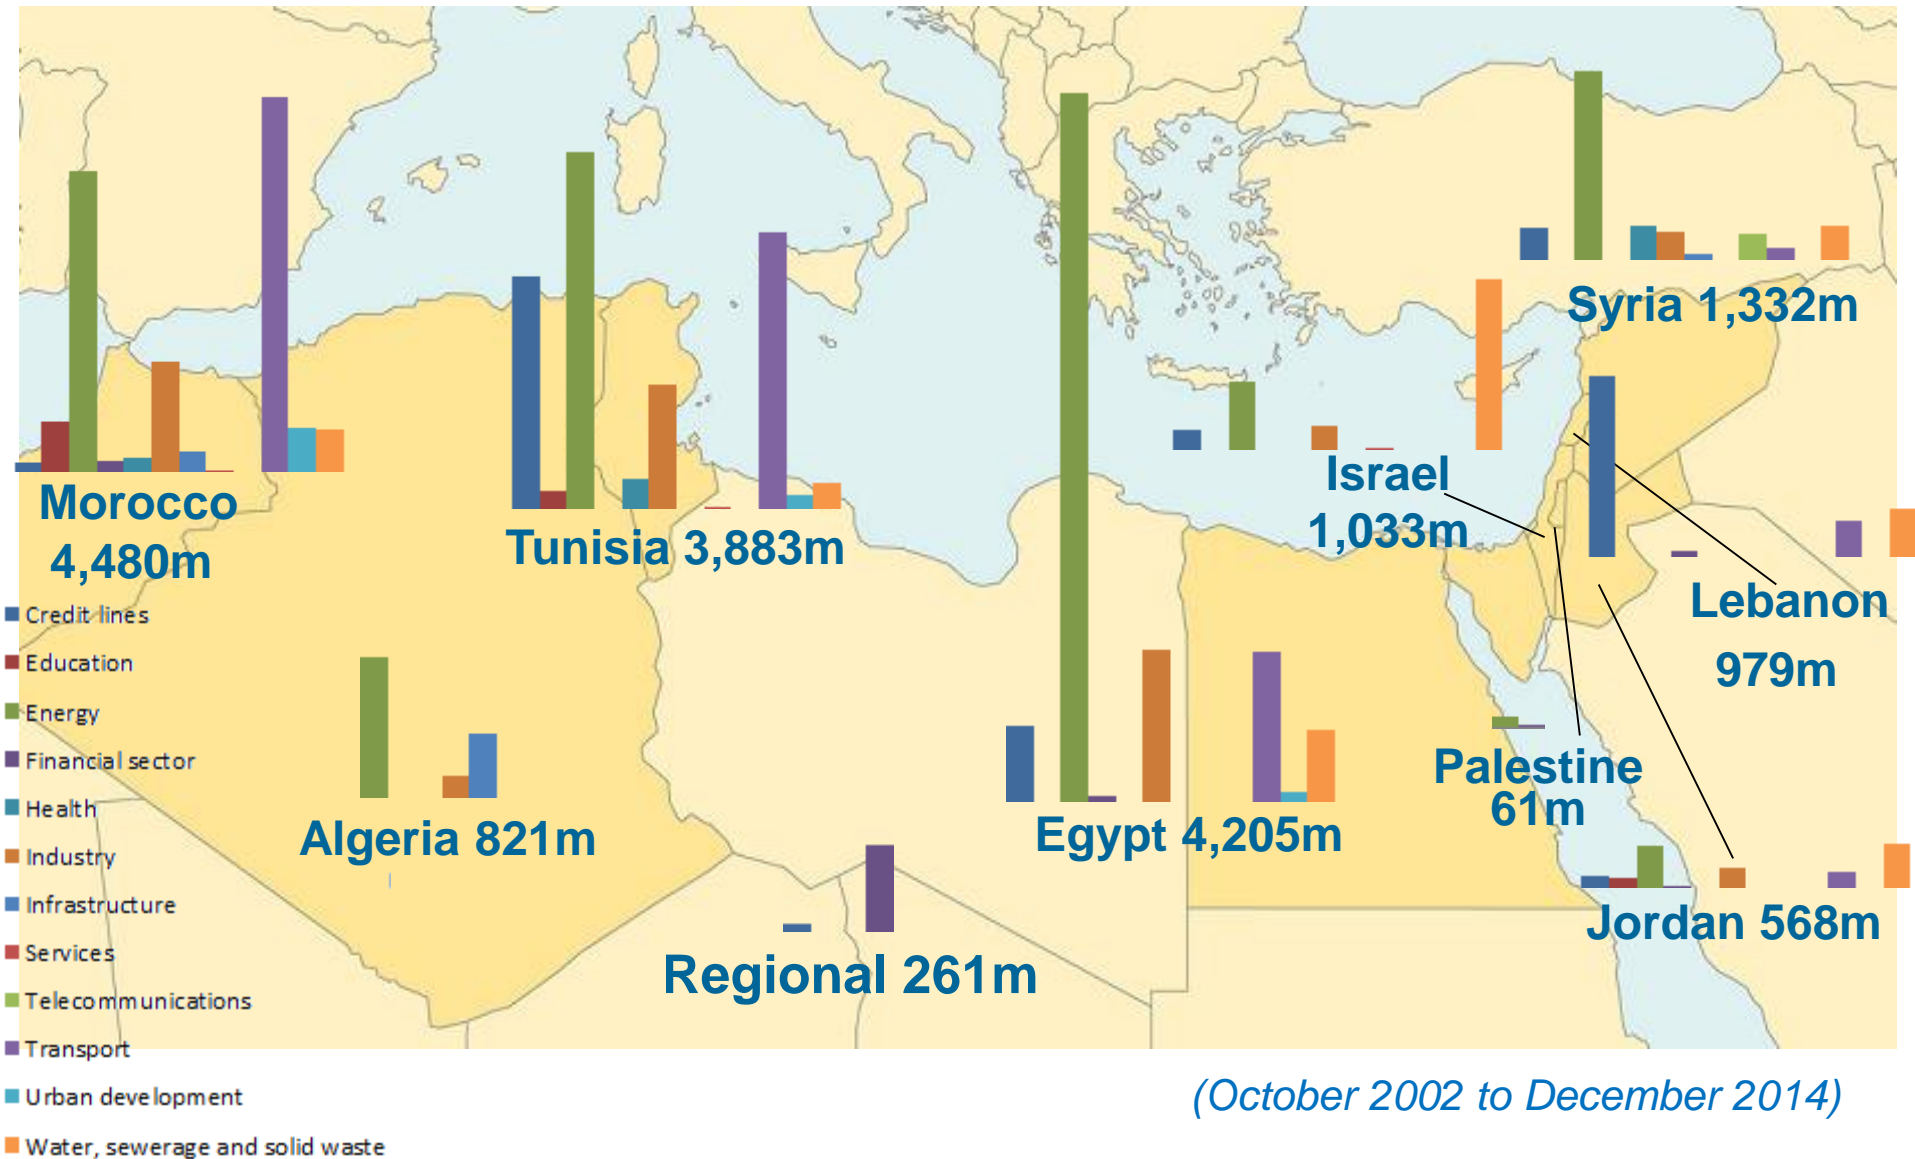 Syria 1,332m
Israel
1,033m
Morocco
4,480m
Tunisia 3,883m
Lebanon
979m
Credit lines
Education
Energy
Financial sector
Health
Industry
Infrastructure
Services
Telecommunications
Transport
Urban development
Water, sewerage and solid waste
Algeria 821m
Regional 261m
Egypt 4,205m
Palestine
61m
Jordan 568m
(October 2002 to December 2014)